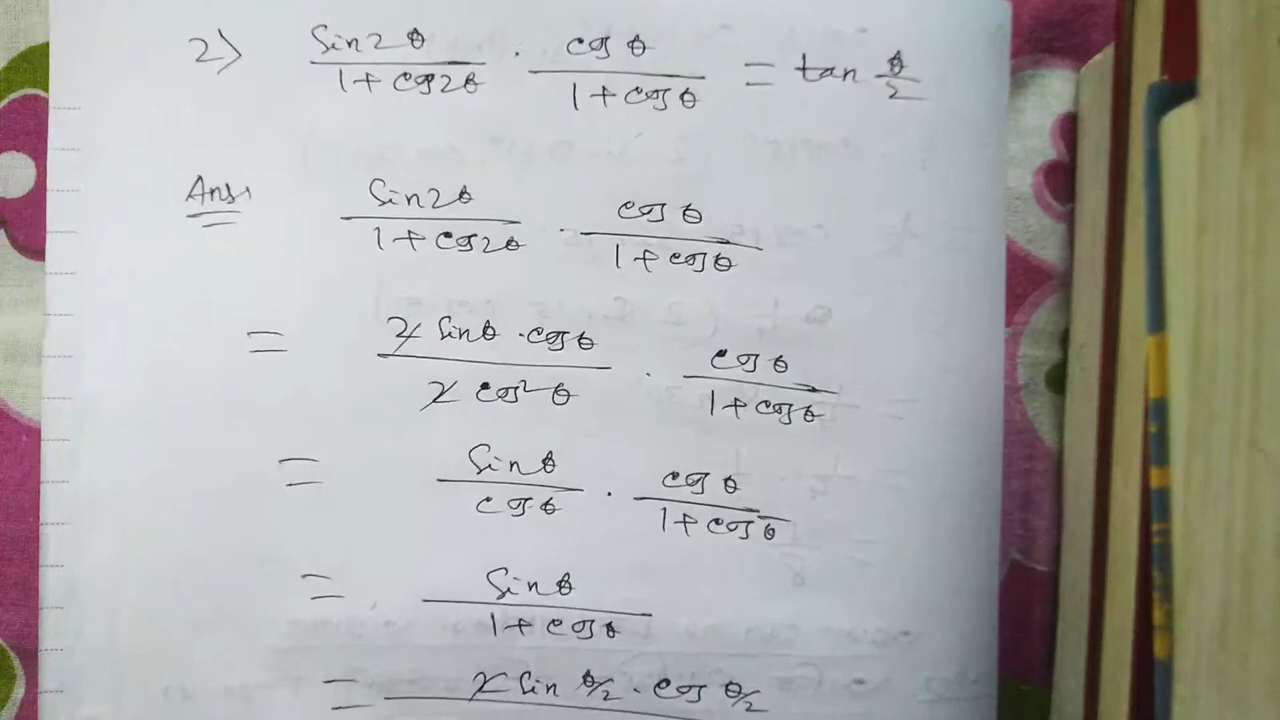 2> sin2θ / 1+cos2θ · cosθ / 1+cosθ = tan θ/2
Ans: sin2θ / 1+cos2θ · cosθ / 1+cosθ
= 2 sinθ · cosθ / 2 cos²θ · cosθ / 1+cosθ
= sinθ / cosθ · cosθ / 1+cosθ
= sinθ / 1+cosθ
= 2 sin θ/2 · cos θ/2